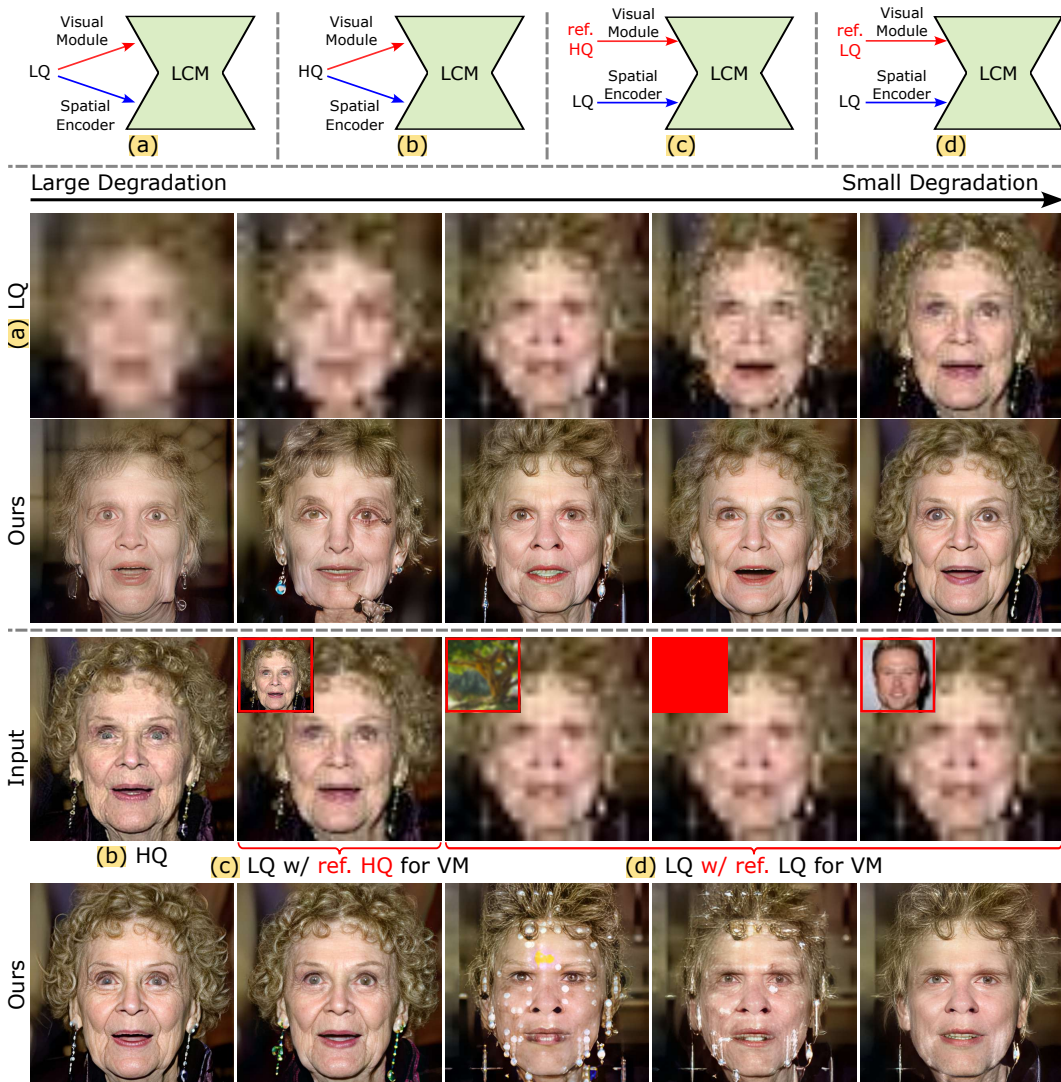 LQ
Visual
Module
Spatial
Encoder
LCM
(a)
HQ
Visual
Module
Spatial
Encoder
LCM
(b)
ref.
HQ
Visual
Module
LQ
Spatial
Encoder
LCM
(c)
ref.
LQ
Visual
Module
LQ
Spatial
Encoder
LCM
(d)
Large Degradation
Small Degradation
(a) LQ
Ours
Input
(b) HQ
(c) LQ w/ ref. HQ for VM
(d) LQ w/ ref. LQ for VM
Ours